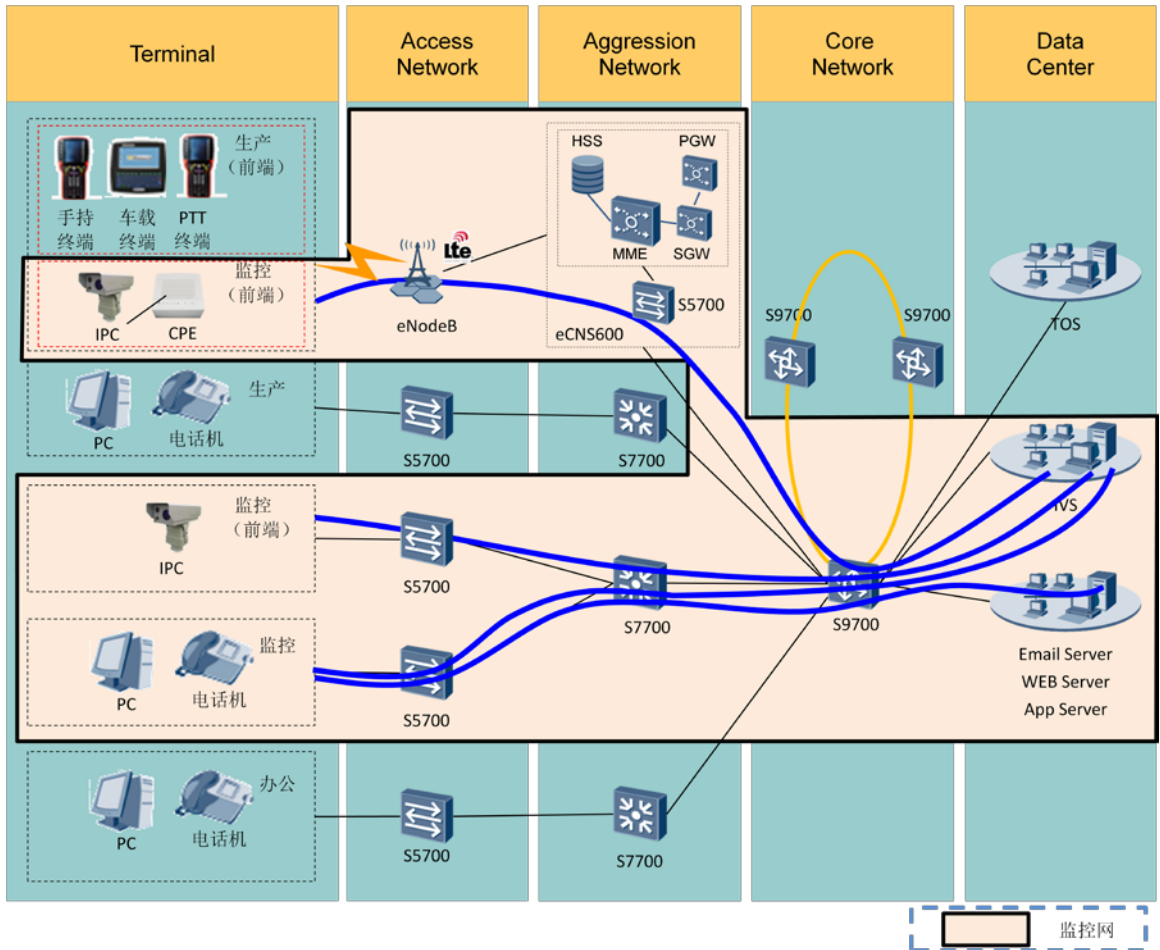 Terminal
Access
Network
Aggression
Network
Core
Network
Data
Center
生产
（前端）
手持
终端
车载
终端
PTT
终端
HSS
PGW
MME
SGW
Lte
监控
（前端）
IPC
CPE
eNodeB
S5700
eCNS600
S9700
S9700
TOS
生产
PC
电话机
S5700
S7700
监控
（前端）
IPC
S5700
S7700
S9700
IVS
监控
PC
电话机
S5700
Email Server
WEB Server
App Server
办公
PC
电话机
S5700
S7700
监控网